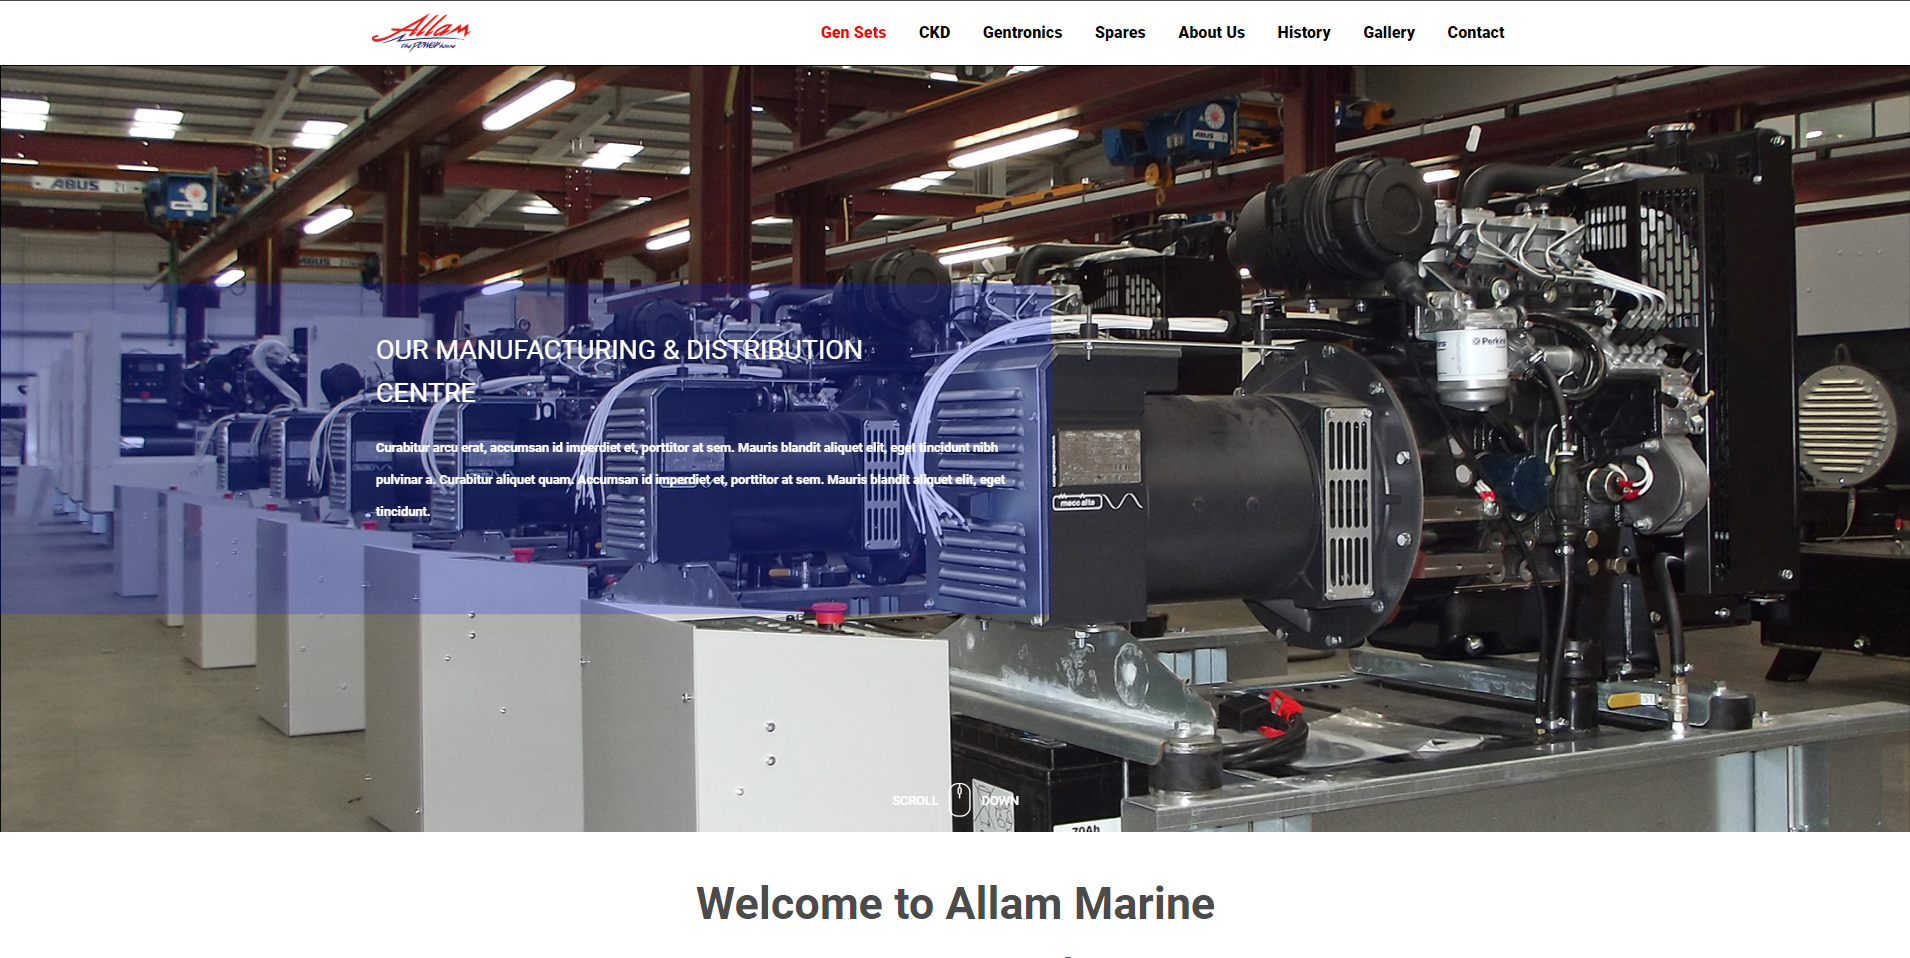 Allam
the power house
Gen Sets CKD Gentronics Spares About Us History Gallery Contact
ABUS
ABUS 2t
ABUS
OUR MANUFACTURING & DISTRIBUTION
CENTRE
Perkins
Curabitur arcu erat, accumsan id imperdiet et, porttitor at sem. Mauris blandit aliquet elit, eget tincidunt nibh
pulvinar a. Curabitur aliquet quam. Accumsan id imperdiet et, porttitor at sem. Mauris blandit aliquet elit, eget
tincidunt.
mecc alte
SCROLL DOWN
70Ah
Welcome to Allam Marine